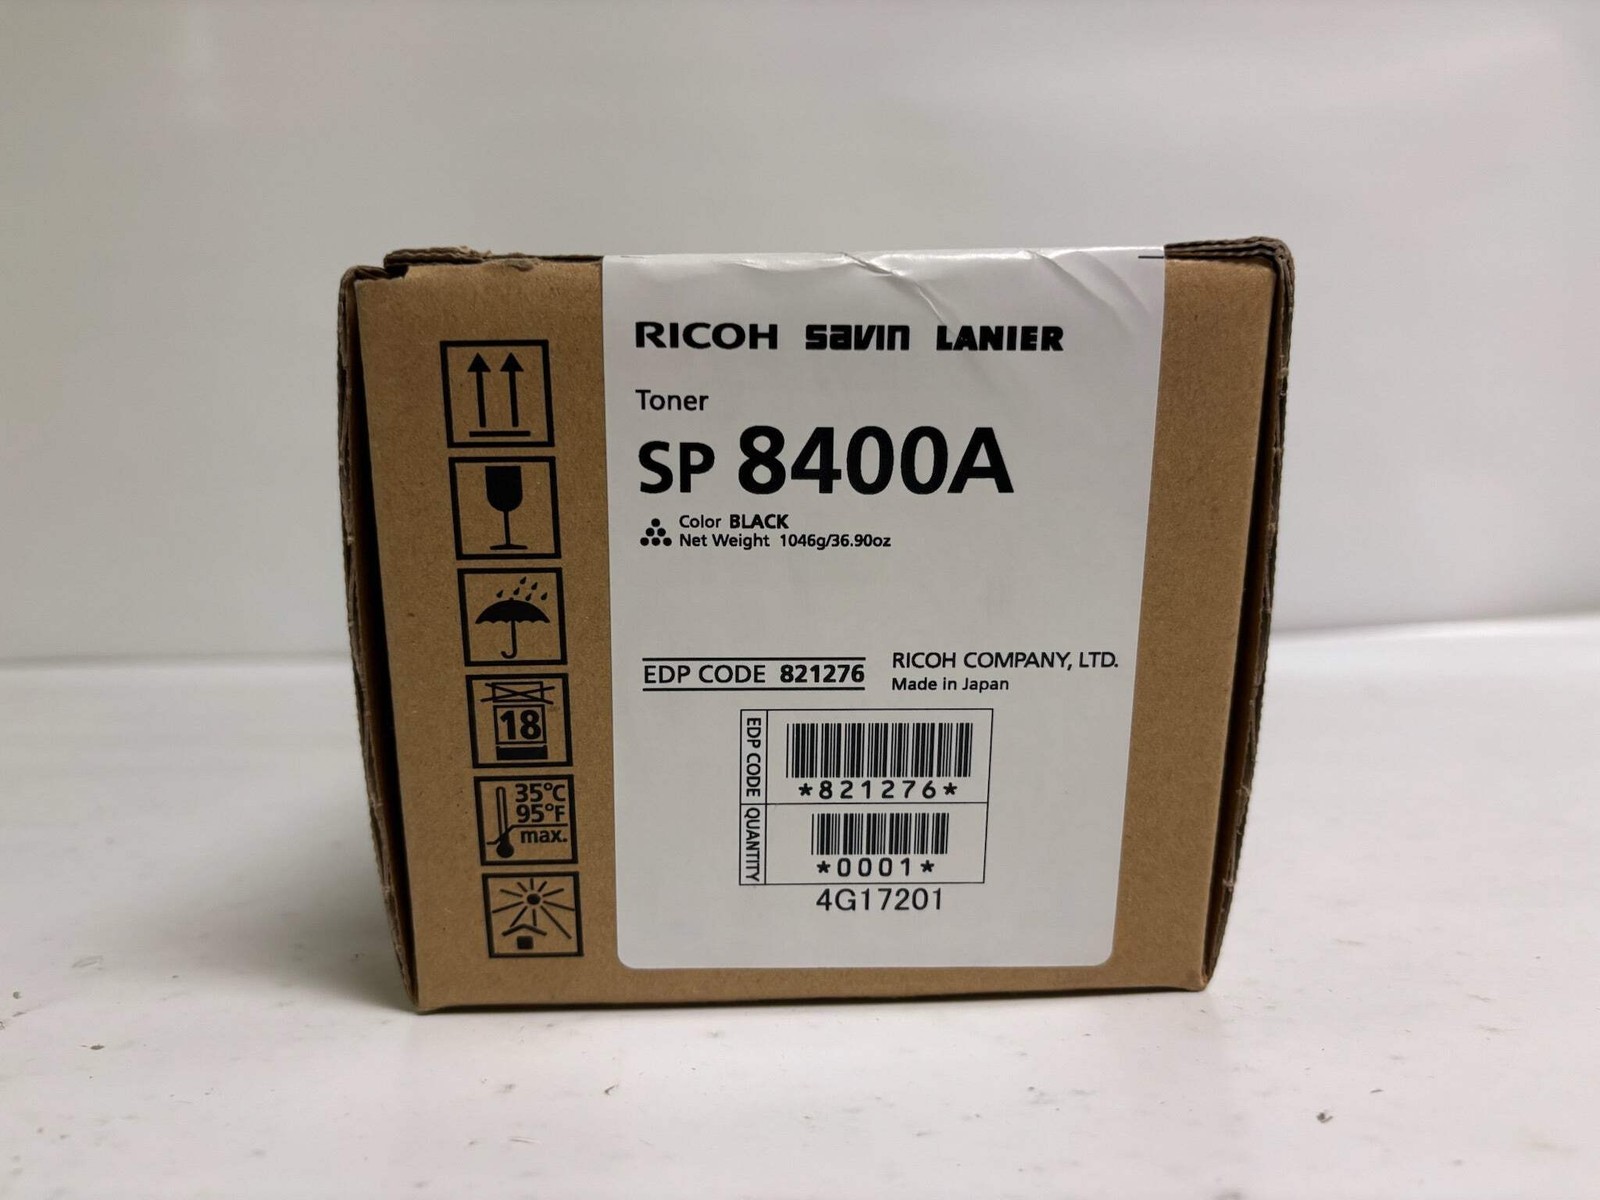 RICOH savin LANIER
Toner
SP 8400A
Color BLACK
Net Weight 1046g/36.90oz
EDP CODE 821276
RICOH COMPANY, LTD.
Made in Japan
EDP CODE
*821276*
QUANTITY
*0001*
4G17201
18
35°C
95°F
max.